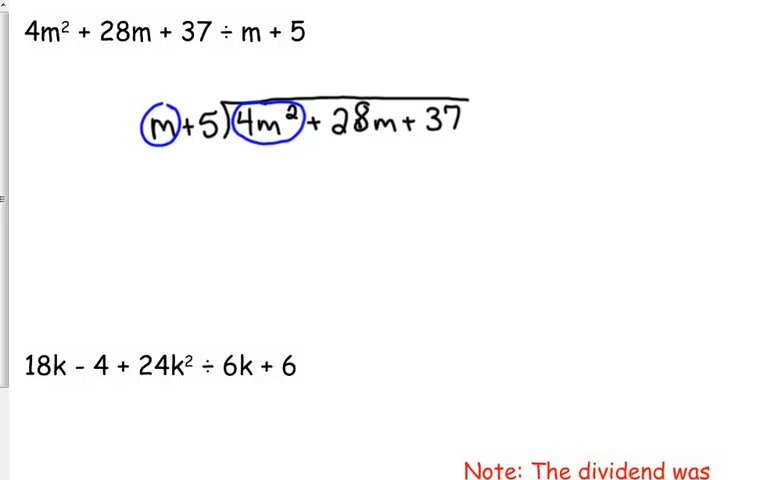 4m² + 28m + 37 ÷ m + 5
m+5)4m² + 28m + 37
18k - 4 + 24k² ÷ 6k + 6
Note: The dividend was